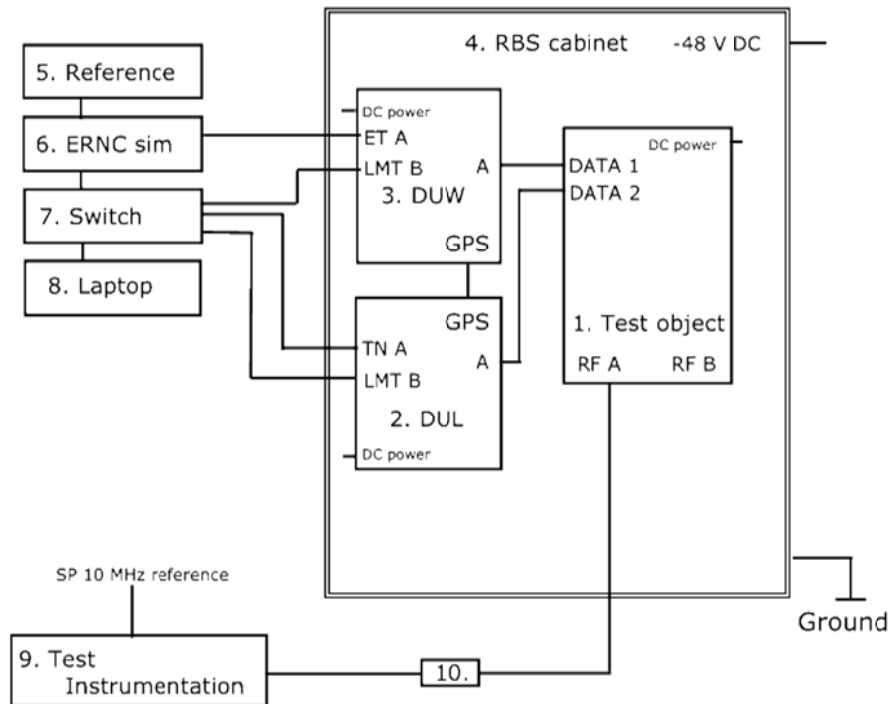 4. RBS cabinet
-48 V DC
5. Reference
6. ERNC sim
7. Switch
8. Laptop
DC power
ET A
LMT B
A
3. DUW
GPS
GPS
TN A
A
LMT B
2. DUL
DC power
DC power
DATA 1
DATA 2
1. Test object
RF A
RF B
SP 10 MHz reference
Ground
9. Test
Instrumentation
10.